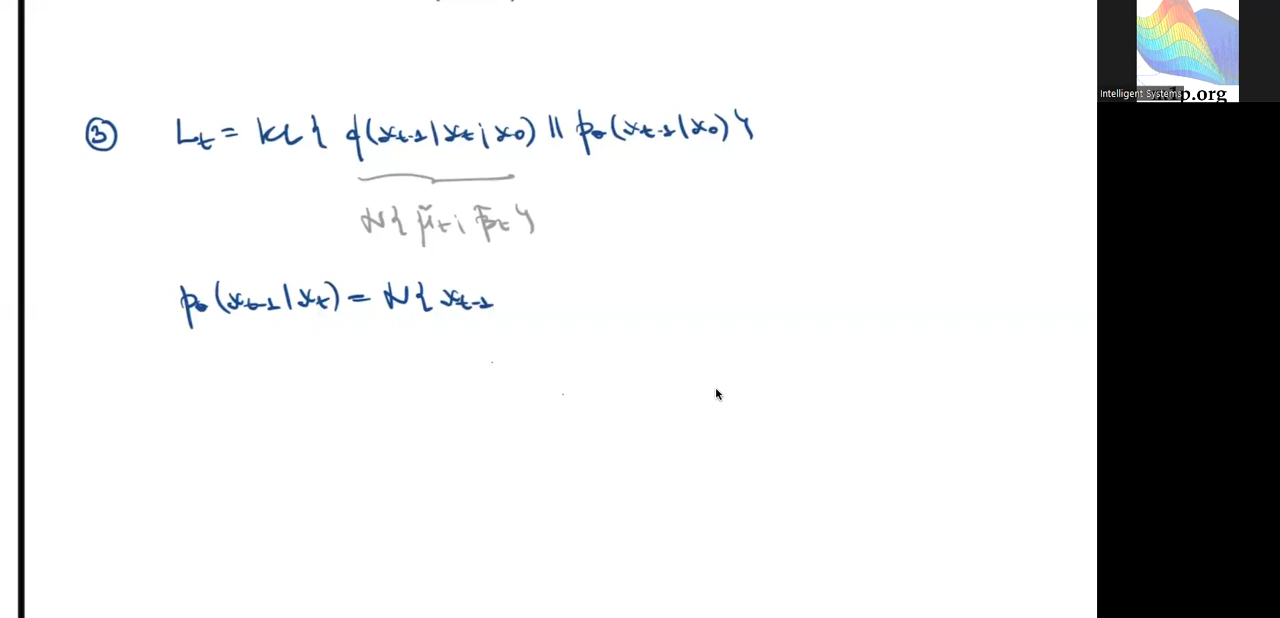 ③ L_t = KL { q(x_{t-1}|x_t; x_0) || p_θ(x_{t-1}|x_0) }
N{ μ̃_t; β̃_t }
p_θ(x_{t-1}|x_t) = N{ x_{t-1}
Intelligent Systems
.org